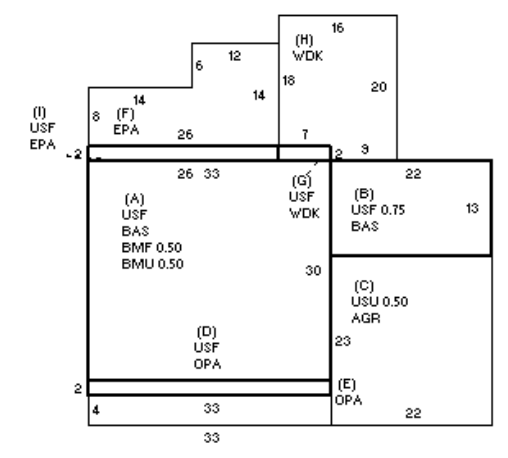 16
(H)
WDK
12
6
18
20
14
14
(I)
USF
EPA
8
(F)
EPA
26
7
2
2
9
26 33
22
(G)
USF
WDK
(A)
USF
BAS
BMF 0.50
BMU 0.50
(B)
USF 0.75
BAS
13
30
(C)
USU 0.50
AGR
(D)
USF
OPA
23
2
(E)
OPA
4
33
22
33